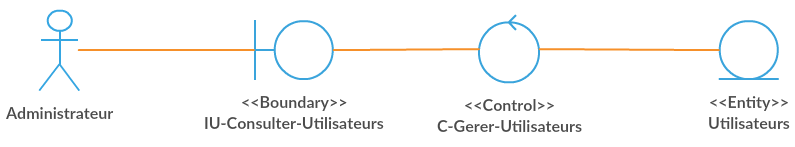 Administrateur
<<Boundary>>
IU-Consulter-Utilisateurs
<<Control>>
C-Gerer-Utilisateurs
<<Entity>>
Utilisateurs